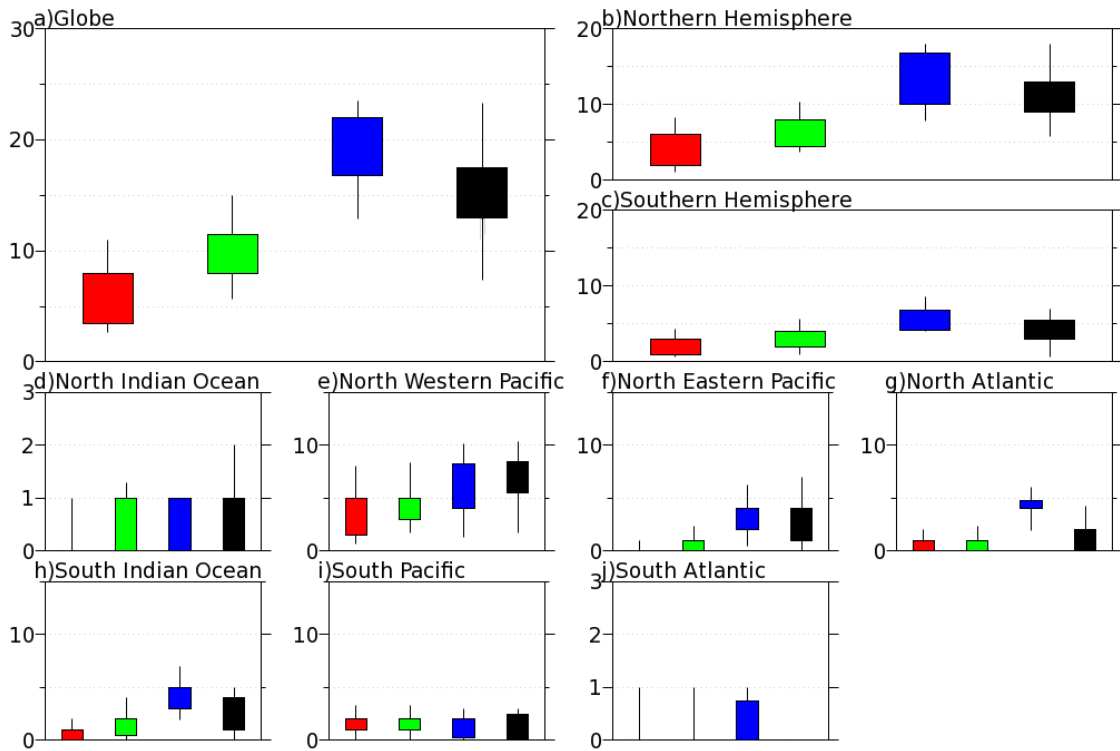 a)Globe
30
20
10
0
b)Northern Hemisphere
20
10
0
c)Southern Hemisphere
20
10
0
d)North Indian Ocean
3
2
1
0
e)North Western Pacific
10
0
f)North Eastern Pacific
10
0
g)North Atlantic
10
0
h)South Indian Ocean
10
0
i)South Pacific
10
0
j)South Atlantic
3
2
1
0